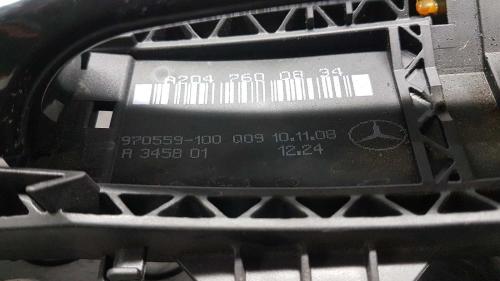 A204 760 08 34
970559-100 009 10.11.08
A 3458 01 12.24